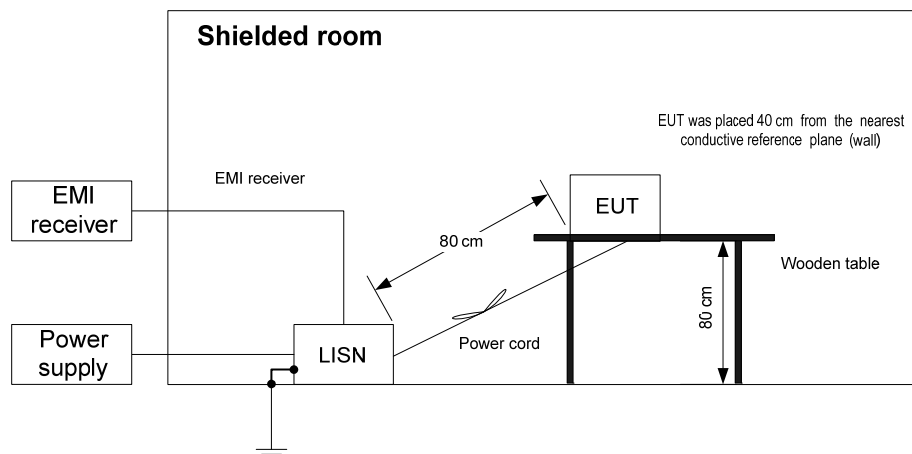 Shielded room
EUT was placed 40 cm from the nearest
conductive reference plane (wall)
EMI receiver
EMI
receiver
EUT
80 cm
Wooden table
80 cm
Power
supply
LISN
Power cord